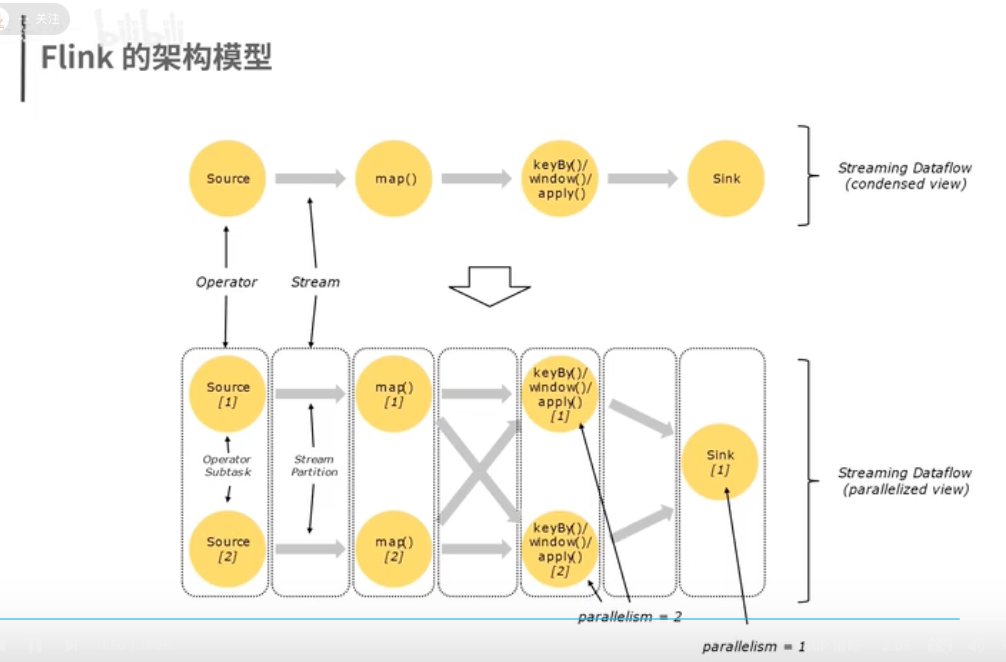 关注
bilibili
Flink 的架构模型
Source
map()
keyBy()/
window()/
apply()
Sink
Streaming Dataflow
(condensed view)
Operator
Stream
Source
[1]
map()
[1]
keyBy()/
window()/
apply()
[1]
Operator
Subtask
Stream
Partition
Sink
[1]
Streaming Dataflow
(parallelized view)
Source
[2]
map()
[2]
keyBy()/
window()/
apply()
[2]
parallelism = 2
parallelism = 1